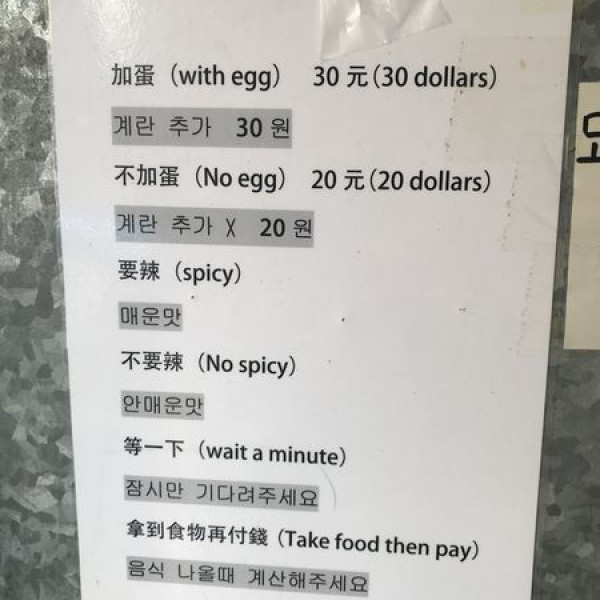 加蛋（with egg） 30 元(30 dollars)
계란 추가 30 원
不加蛋（No egg） 20 元(20 dollars)
계란 추가 X 20 원
要辣（spicy）
매운맛
不要辣（No spicy）
안매운맛
等一下（wait a minute）
잠시만 기다려주세요
拿到食物再付錢（Take food then pay）
음식 나올때 계산해주세요